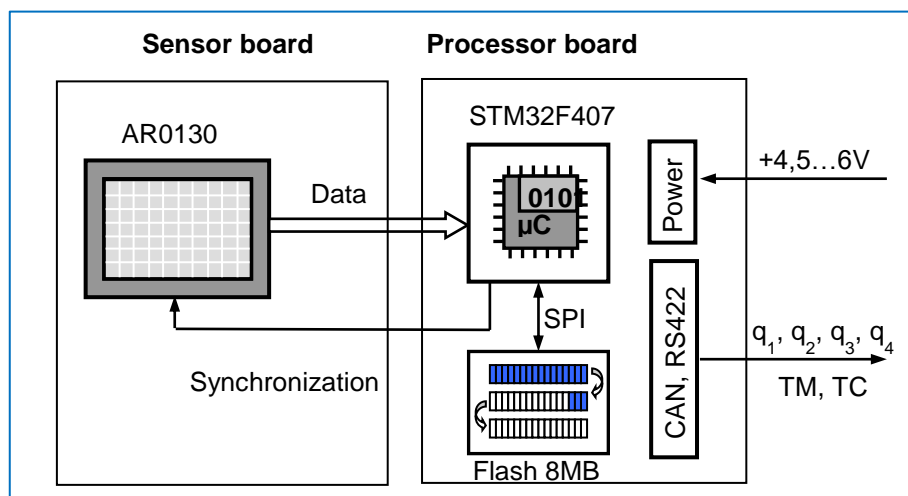 Sensor board
Processor board
AR0130
STM32F407
Data
0101
µC
Power
+4,5…6V
SPI
Synchronization
CAN, RS422
q1, q2, q3, q4
TM, TC
Flash 8MB